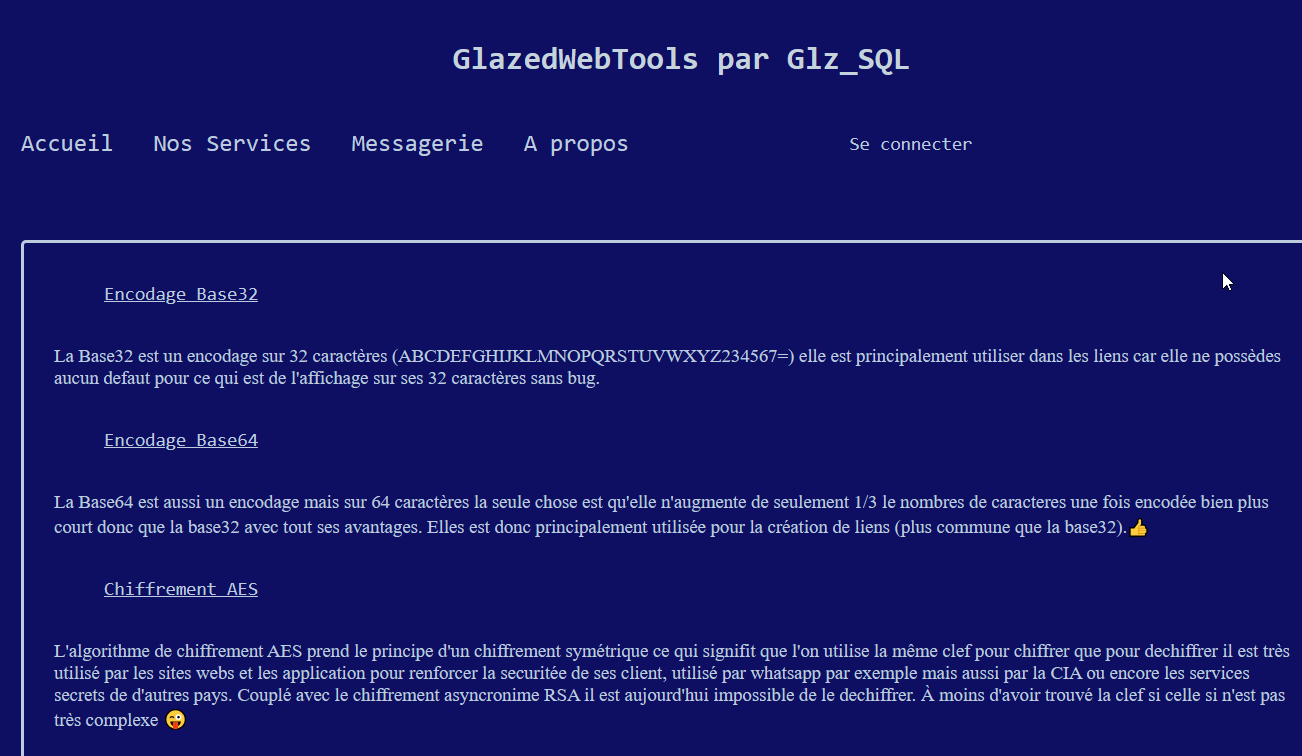 GlazedWebTools par Glz_SQL
Accueil Nos Services Messagerie A propos Se connecter
Encodage Base32
La Base32 est un encodage sur 32 caractères (ABCDEFGHIJKLMNOPQRSTUVWXYZ234567=) elle est principalement utiliser dans les liens car elle ne possèdes
aucun defaut pour ce qui est de l'affichage sur ses 32 caractères sans bug.
Encodage Base64
La Base64 est aussi un encodage mais sur 64 caractères la seule chose est qu'elle n'augmente de seulement 1/3 le nombres de caracteres une fois encodée bien plus
court donc que la base32 avec tout ses avantages. Elles est donc principalement utilisée pour la création de liens (plus commune que la base32).👍
Chiffrement AES
L'algorithme de chiffrement AES prend le principe d'un chiffrement symétrique ce qui signifit que l'on utilise la même clef pour chiffrer que pour dechiffrer il est très
utilisé par les sites webs et les application pour renforcer la securitée de ses client, utilisé par whatsapp par exemple mais aussi par la CIA ou encore les services
secrets de d'autres pays. Couplé avec le chiffrement asyncronime RSA il est aujourd'hui impossible de le dechiffrer. À moins d'avoir trouvé la clef si celle si n'est pas
très complexe 😜